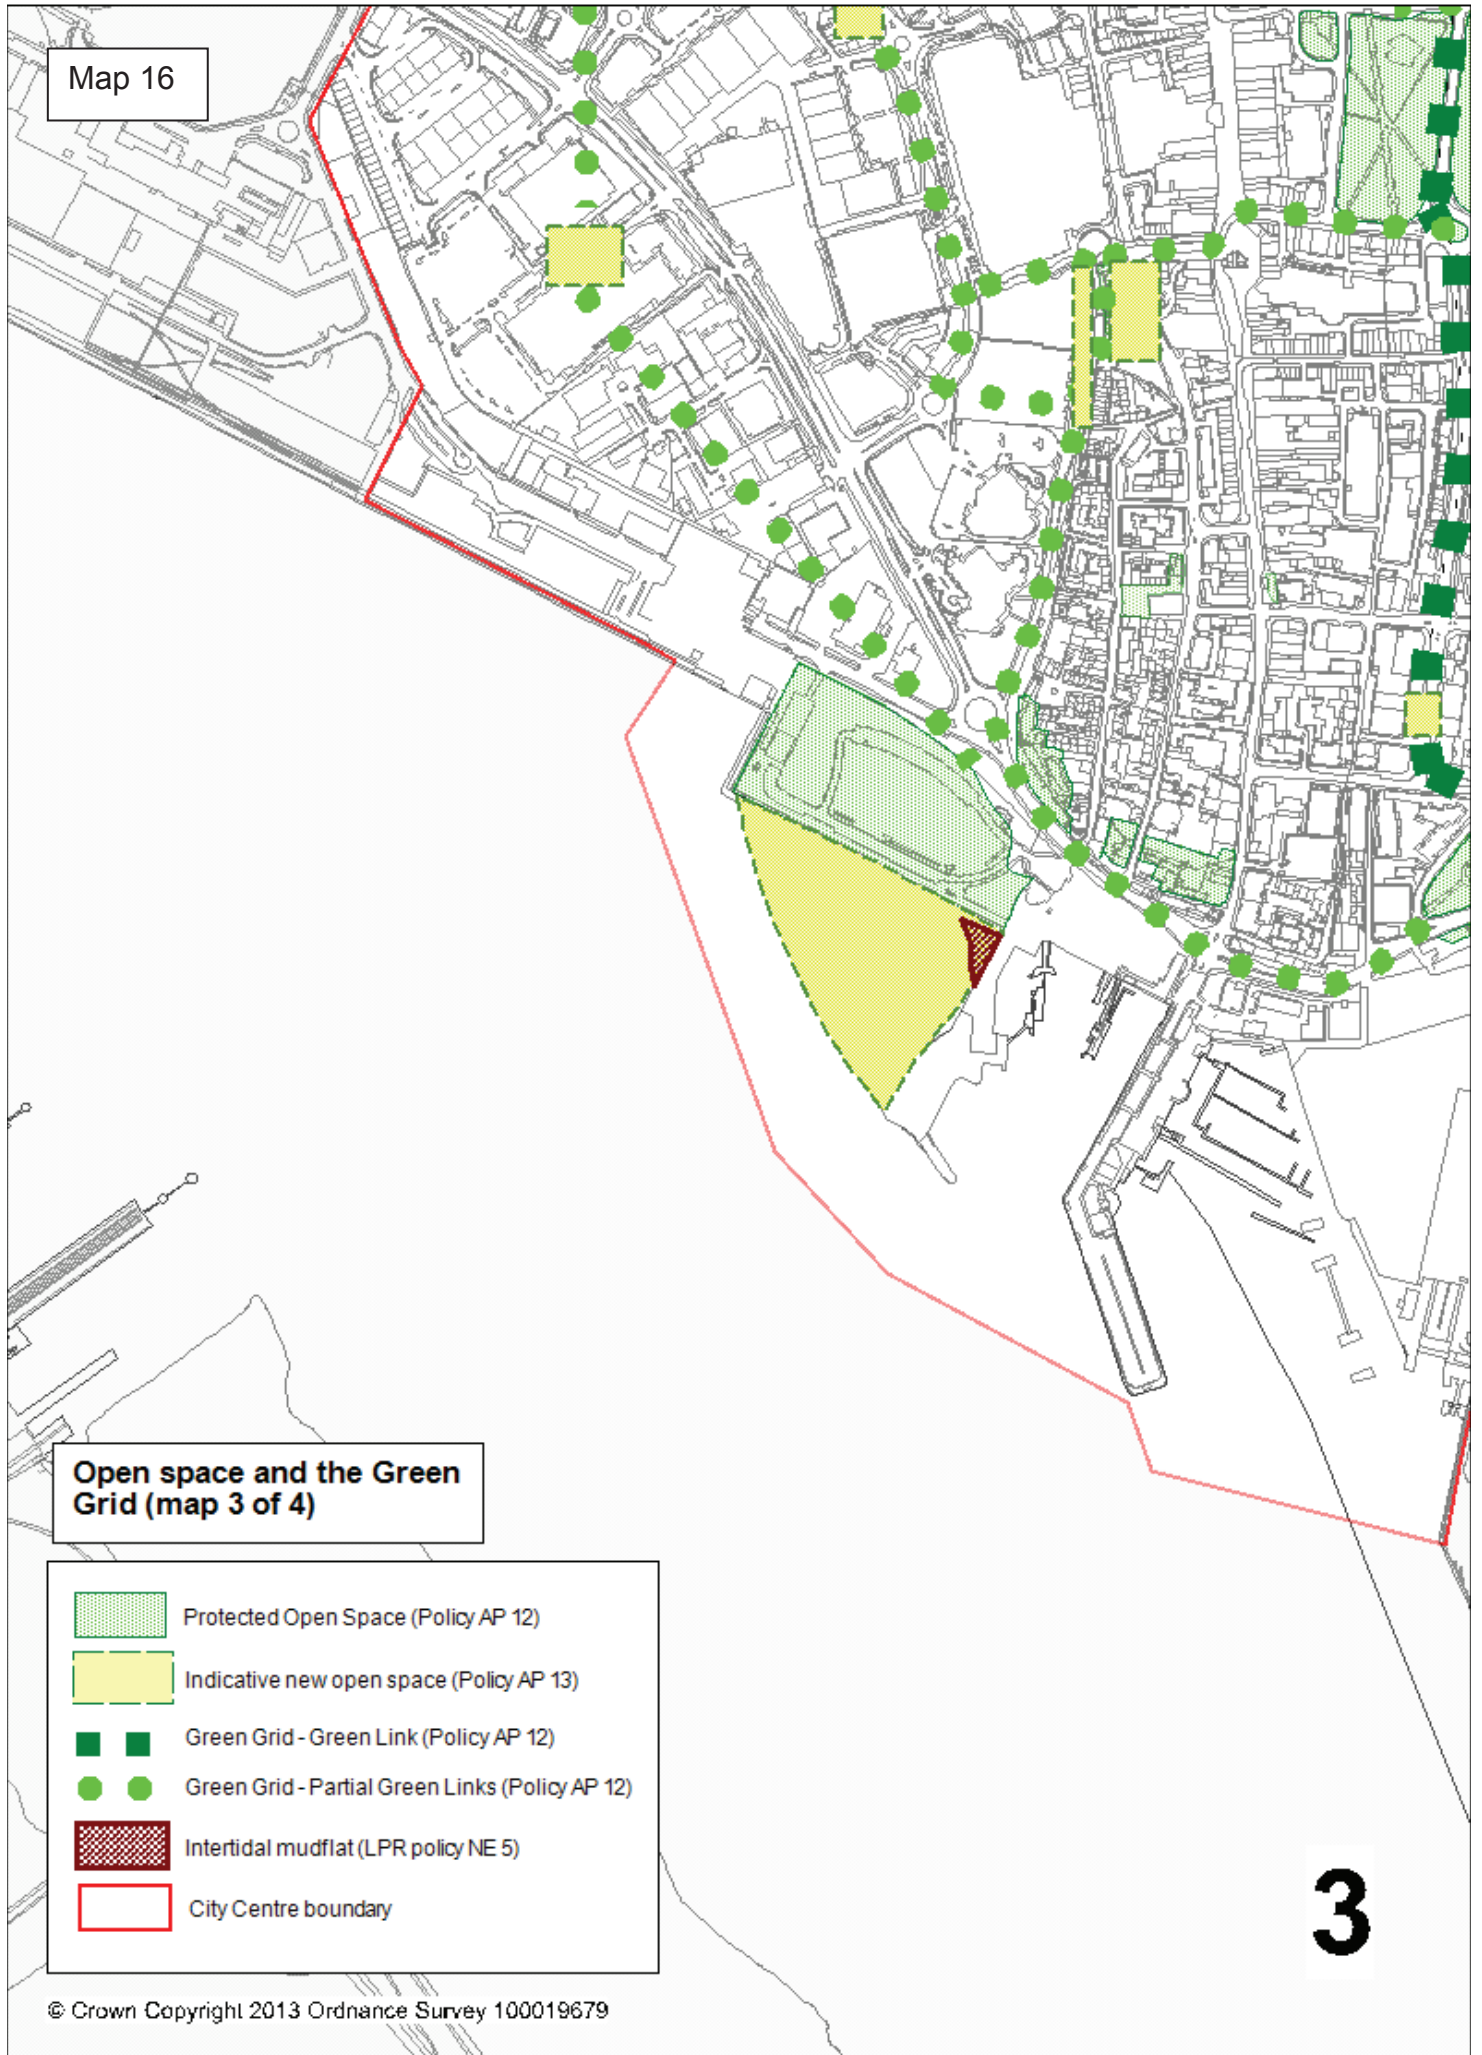 Map 16
Open space and the Green
Grid (map 3 of 4)
Protected Open Space (Policy AP 12)
Indicative new open space (Policy AP 13)
Green Grid - Green Link (Policy AP 12)
Green Grid - Partial Green Links (Policy AP 12)
Intertidal mudflat (LPR policy NE 5)
City Centre boundary
3
© Crown Copyright 2013 Ordnance Survey 100019679